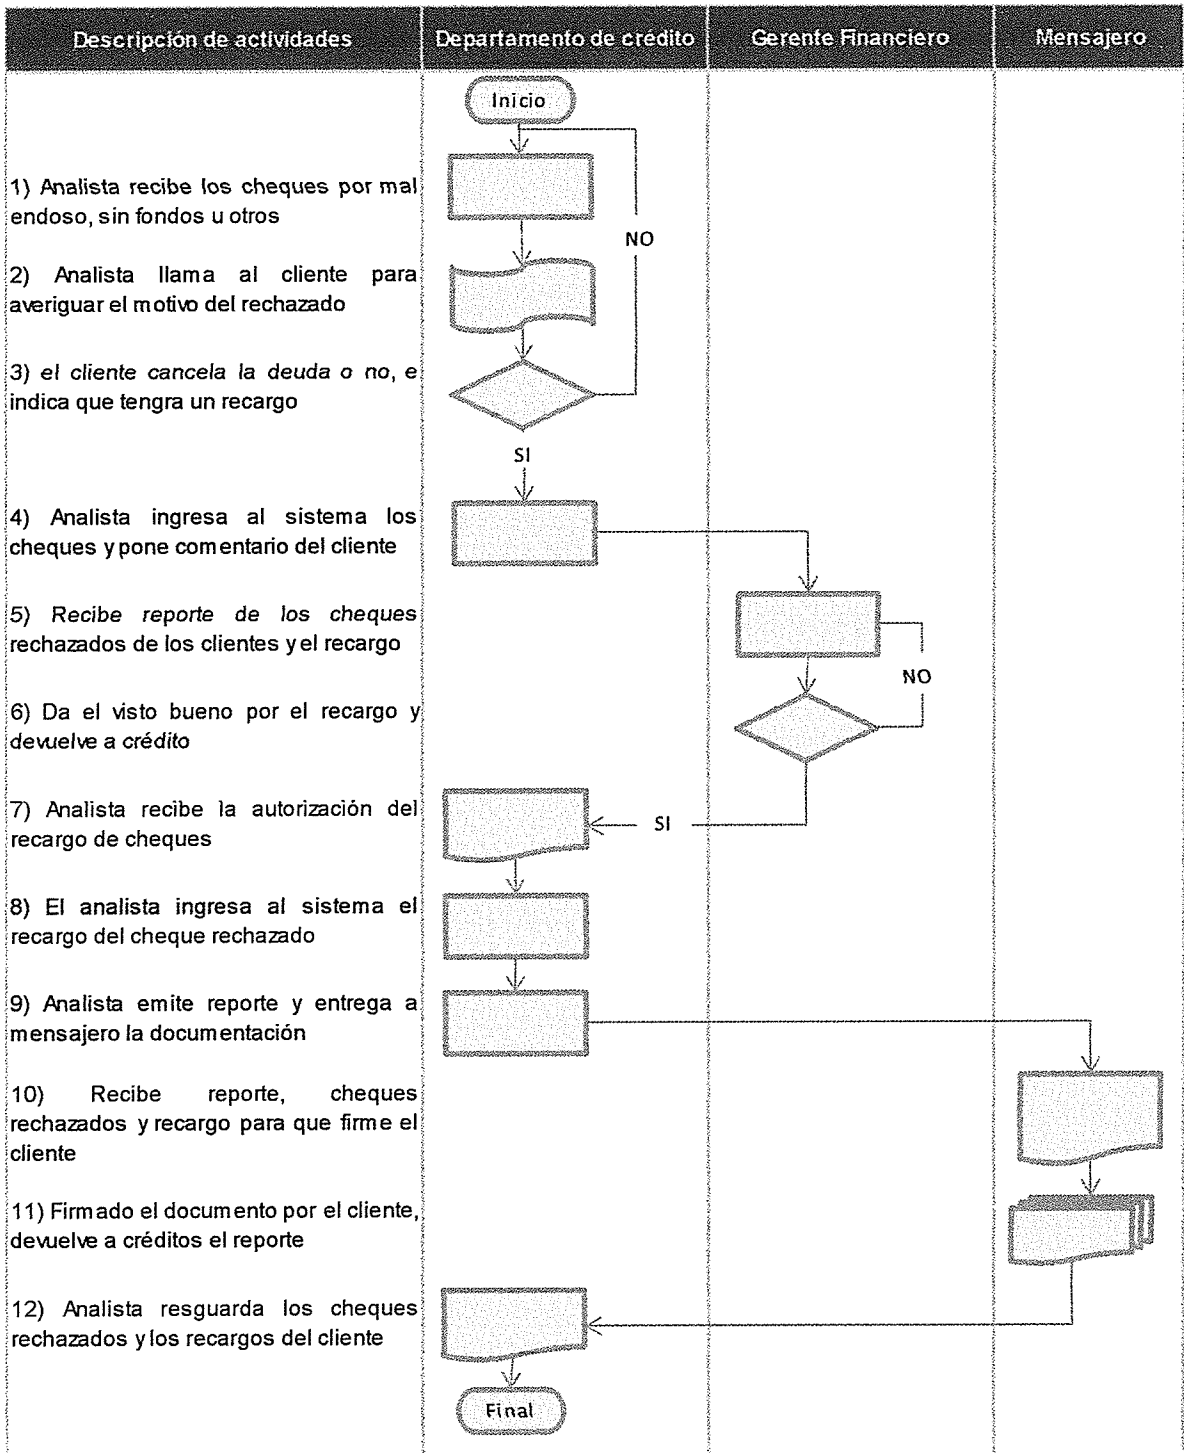 Descripción de actividades
Departamento de crédito
Gerente Financiero
Mensajero
Inicio
1) Analista recibe los cheques por mal
endoso, sin fondos u otros
NO
2) Analista llama al cliente para
averiguar el motivo del rechazado
3) el cliente cancela la deuda o no, e
indica que tengra un recargo
SI
4) Analista ingresa al sistema los
cheques y pone comentario del cliente
5) Recibe reporte de los cheques
rechazados de los clientes y el recargo
NO
6) Da el visto bueno por el recargo y
devuelve a crédito
7) Analista recibe la autorización del
recargo de cheques
SI
8) El analista ingresa al sistema el
recargo del cheque rechazado
9) Analista emite reporte y entrega a
mensajero la documentación
10) Recibe reporte, cheques
rechazados y recargo para que firme el
cliente
11) Firmado el documento por el cliente,
devuelve a créditos el reporte
12) Analista resguarda los cheques
rechazados y los recargos del cliente
Final